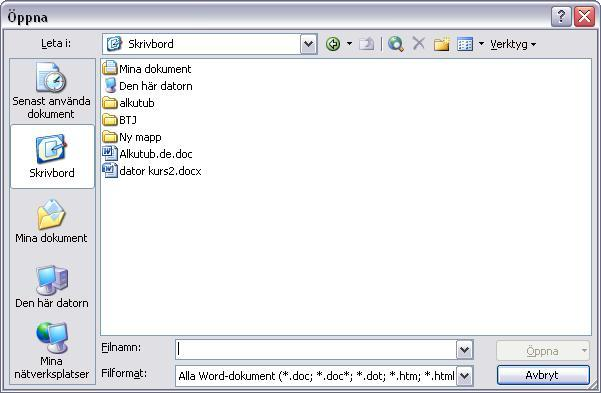 Öppna
Leta i:
Skrivbord
Verktyg
Senast använda
dokument
Skrivbord
Mina dokument
Den här datorn
Mina
nätverksplatser
Mina dokument
Den här datorn
alkutub
BTJ
Ny mapp
Alkutub.de.doc
dator kurs2.docx
Filnamn:
Öppna
Filformat:
Alla Word-dokument (*.doc; *.doc*; *.dot; *.htm; *.html
Avbryt